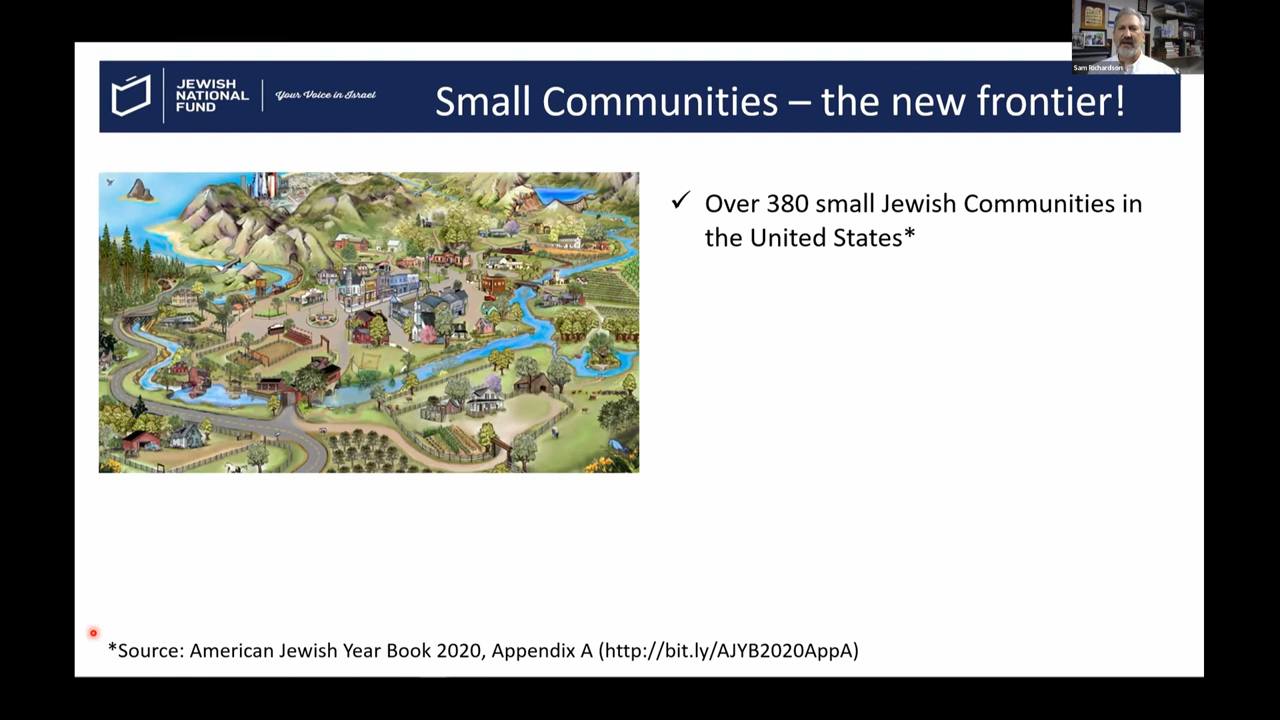 Sam Richardson
JEWISH
NATIONAL
FUND
Your Voice in Israel
Small Communities – the new frontier!
✓ Over 380 small Jewish Communities in
the United States*
*Source: American Jewish Year Book 2020, Appendix A (http://bit.ly/AJYB2020AppA)